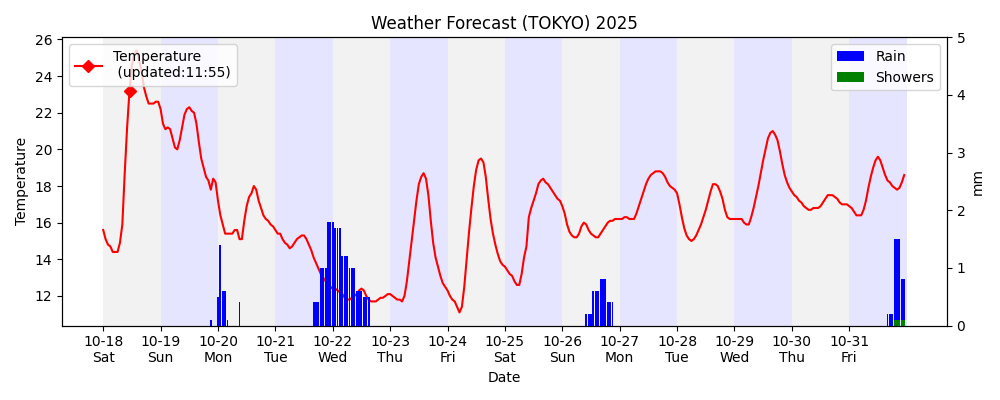 Weather Forecast (TOKYO) 2025
Temperature
(updated:11:55)
Rain
Showers
26
24
22
20
18
16
14
12
Temperature
5
4
3
2
1
0
mm
10-18 10-19 10-20 10-21 10-22 10-23 10-24 10-25 10-26 10-27 10-28 10-29 10-30 10-31
Sat Sun Mon Tue Wed Thu Fri Sat Sun Mon Tue Wed Thu Fri
Date